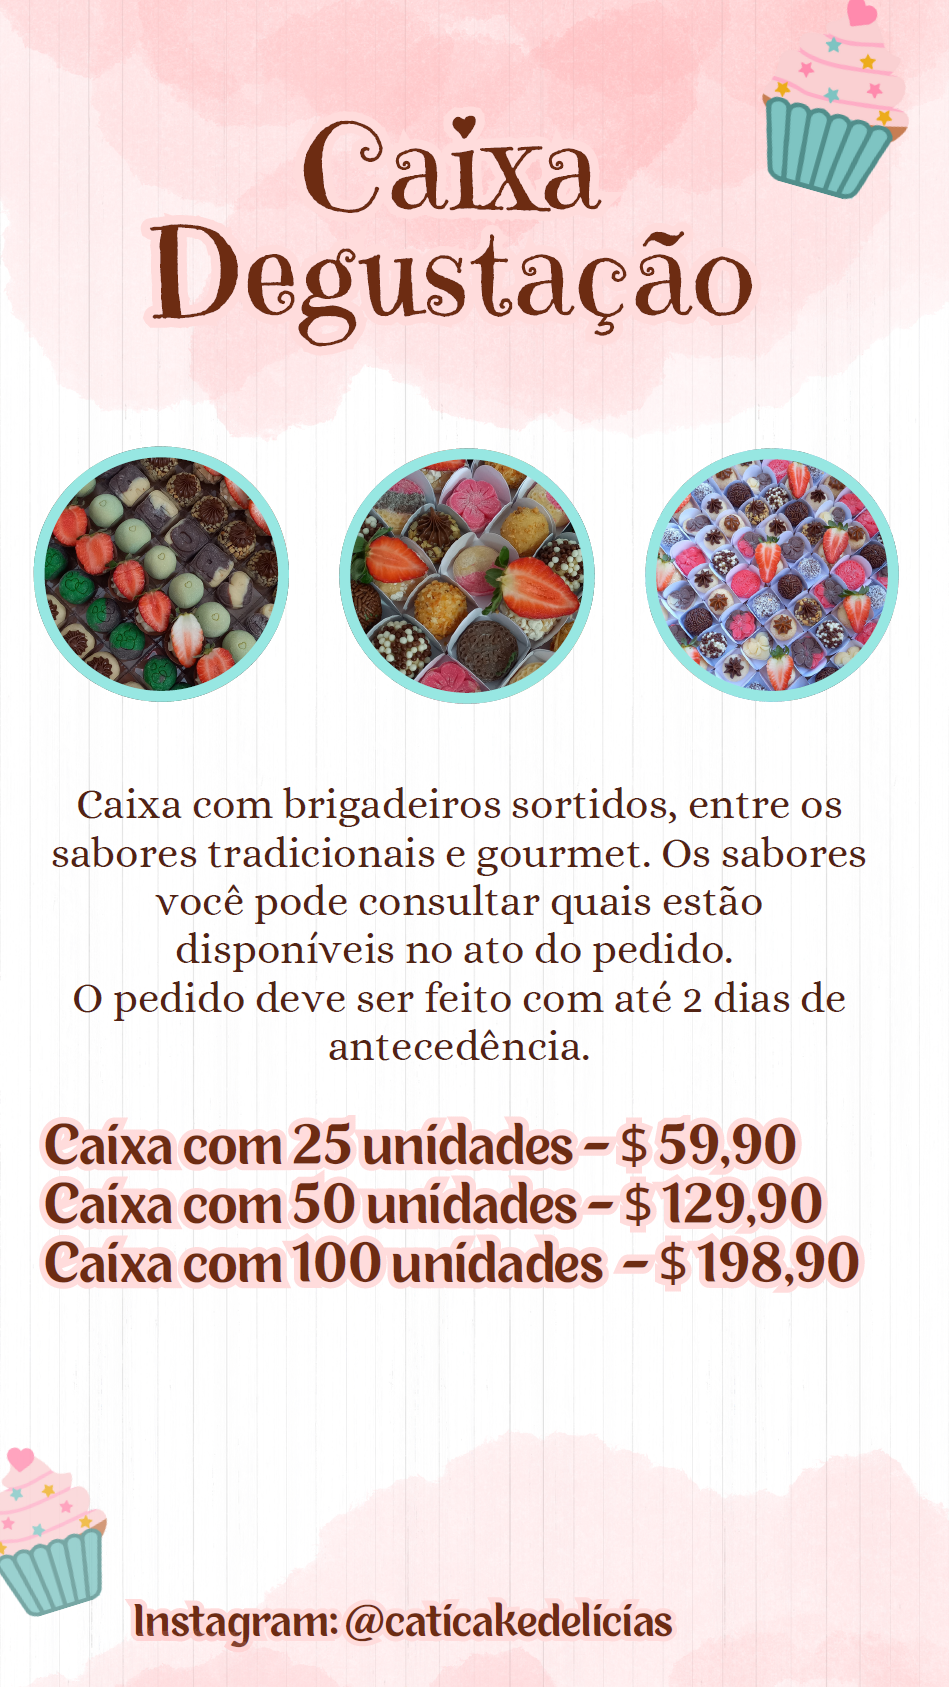 Caixa
Degustação
Caixa com brigadeiros sortidos, entre os
sabores tradicionais e gourmet. Os sabores
você pode consultar quais estão
disponíveis no ato do pedido.
O pedido deve ser feito com até 2 dias de
antecedência.
Caixa com 25 unidades - $ 59,90
Caixa com 50 unidades - $ 129,90
Caixa com 100 unidades - $ 198,90
Instagram: @caticakedelicias